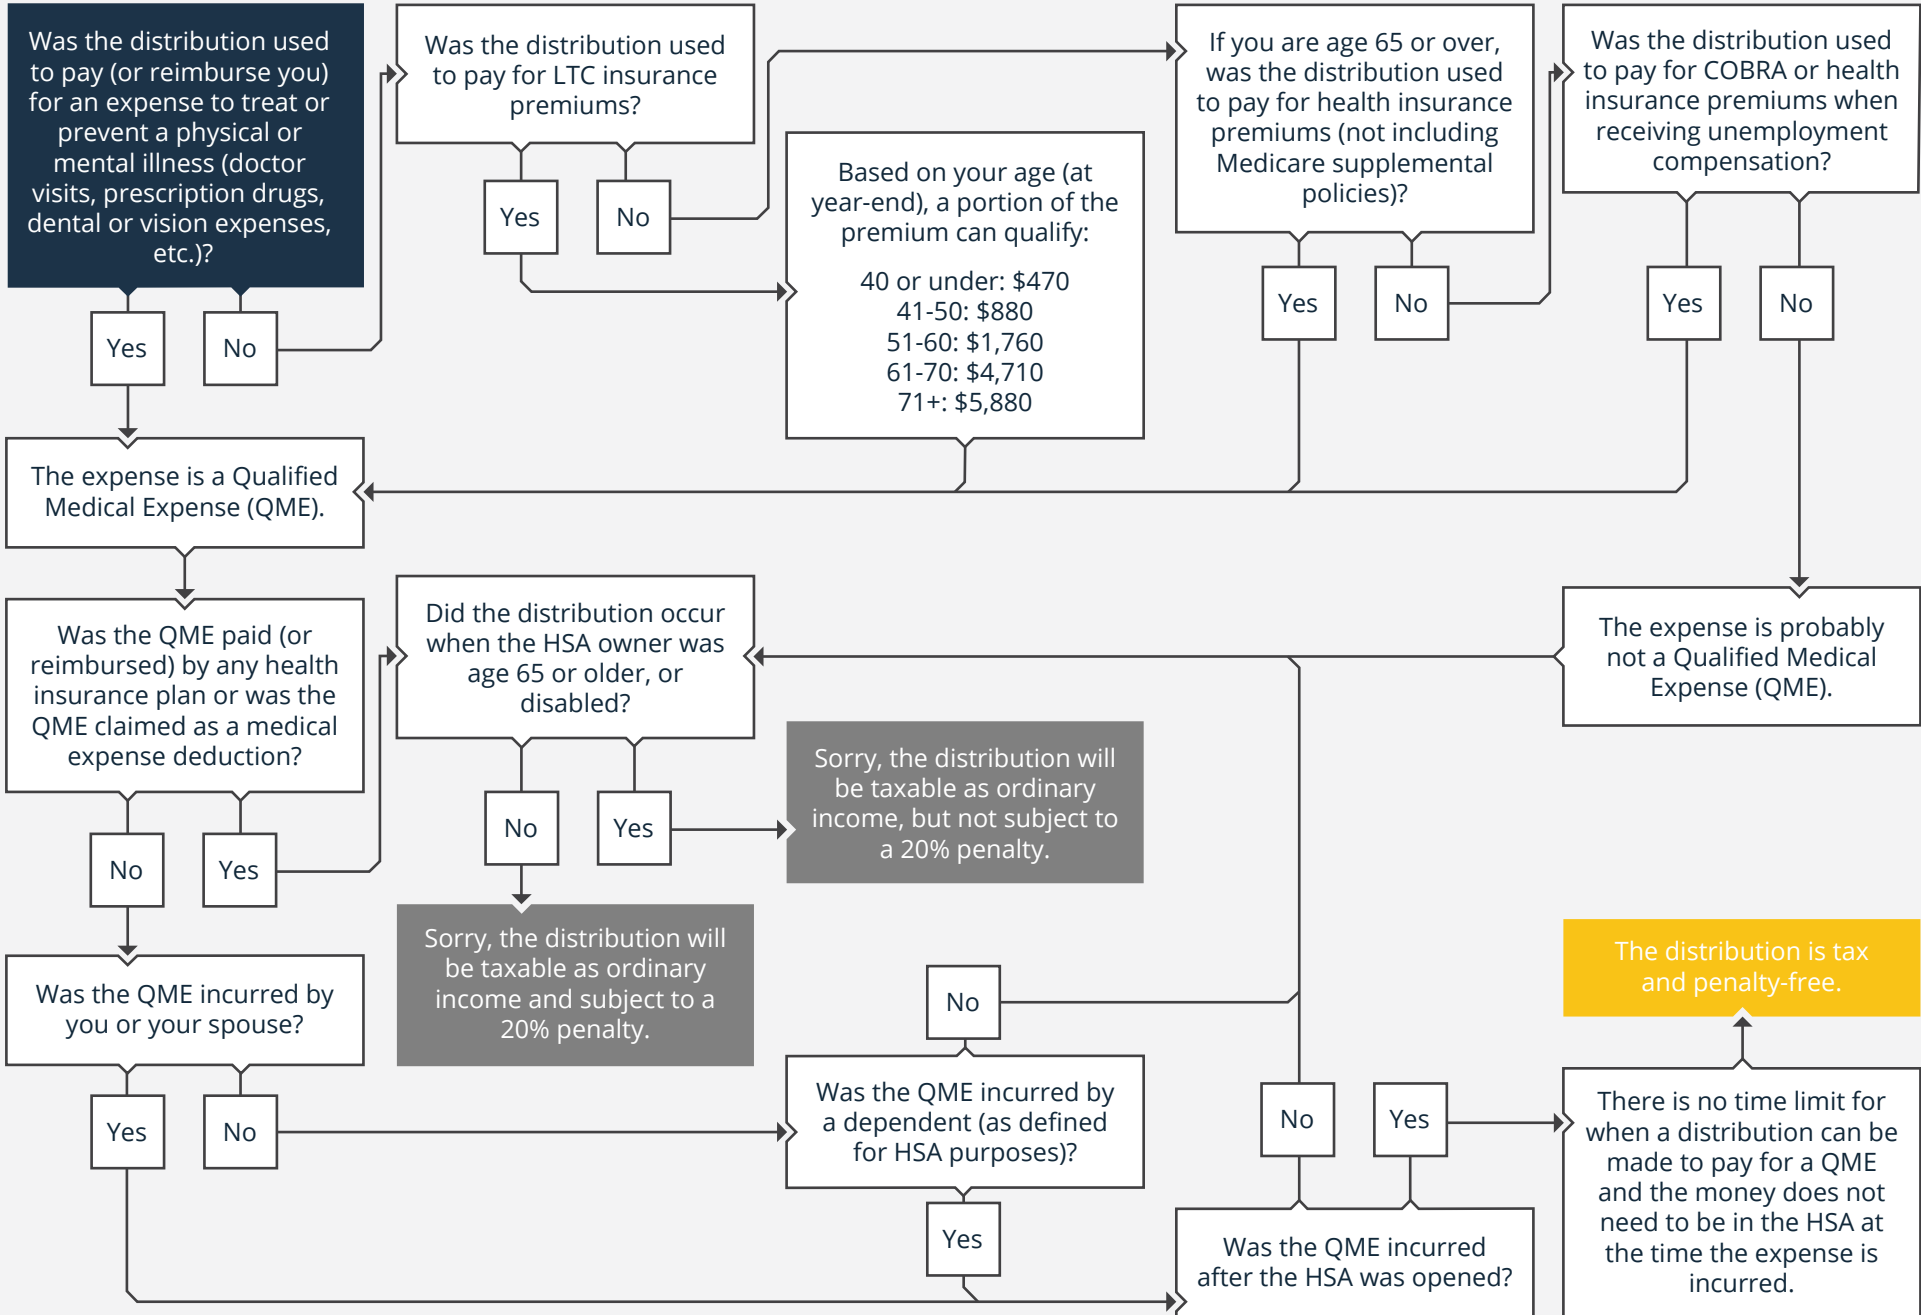 Was the distribution used
to pay (or reimburse you)
for an expense to treat or
prevent a physical or
mental illness (doctor
visits, prescription drugs,
dental or vision expenses,
etc.)?
Yes
No
Was the distribution used
to pay for LTC insurance
premiums?
Yes
No
Based on your age (at
year-end), a portion of the
premium can qualify:
40 or under: $470
41-50: $880
51-60: $1,760
61-70: $4,710
71+: $5,880
If you are age 65 or over,
was the distribution used
to pay for health insurance
premiums (not including
Medicare supplemental
policies)?
Yes
No
Was the distribution used
to pay for COBRA or health
insurance premiums when
receiving unemployment
compensation?
Yes
No
The expense is a Qualified
Medical Expense (QME).
Was the QME paid (or
reimbursed) by any health
insurance plan or was the
QME claimed as a medical
expense deduction?
No
Yes
Did the distribution occur
when the HSA owner was
age 65 or older, or
disabled?
No
Yes
Sorry, the distribution will
be taxable as ordinary
income, but not subject to
a 20% penalty.
Sorry, the distribution will
be taxable as ordinary
income and subject to a
20% penalty.
The expense is probably
not a Qualified Medical
Expense (QME).
Was the QME incurred by
you or your spouse?
Yes
No
No
Was the QME incurred by
a dependent (as defined
for HSA purposes)?
Yes
No
Yes
Was the QME incurred
after the HSA was opened?
The distribution is tax
and penalty-free.
There is no time limit for
when a distribution can be
made to pay for a QME
and the money does not
need to be in the HSA at
the time the expense is
incurred.